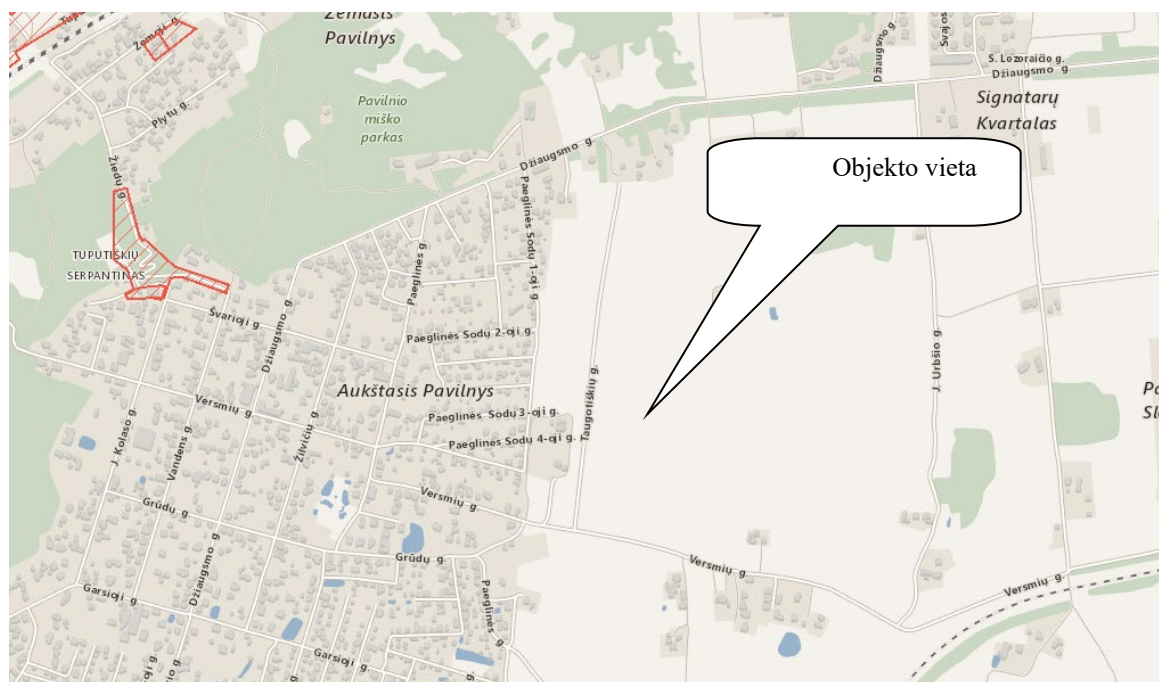 Žemasis
Pavilnys
Žemoji g.
S. Lozoraičio g.
Džiaugsmo g.
Džiaugsmo g.
Signatarų
Kvartalas
Pavilnio
miško
parkas
Plytų g.
Žiedų g.
Džiaugsmo g.
Objekto vieta
Paeglinės Sodų 1-oji g.
TUPUTIŠKIŲ
SERPANTINAS
Paeglinės g.
Švarioji g.
Džiaugsmo g.
Paeglinės Sodų 2-oji g.
J. Urbšio g.
Aukštasis Pavilnys
Taugotiškių g.
Versmių g.
Paeglinės Sodų 3-oji g.
J. Kolaso g.
Vandens g.
Žilvičių g.
Paeglinės Sodų 4-oji g.
Versmių g.
Grūdų g.
Grūdų g.
Versmių g.
Versmių g.
Džiaugsmo g.
Garsioji g.
Paeglinės g.
Garsioji g.